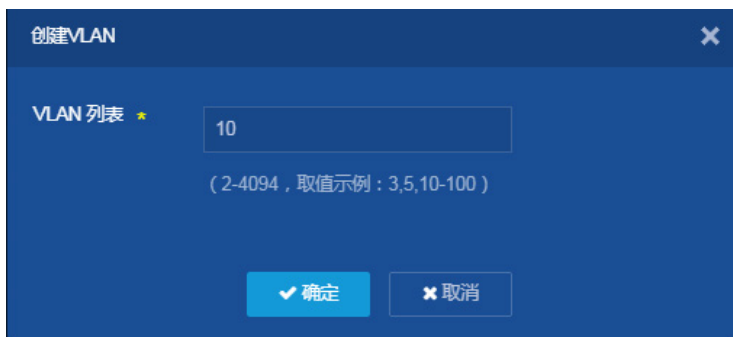 创建VLAN
VLAN 列表 *
10
(2-4094，取值示例：3,5,10-100）
确定
取消